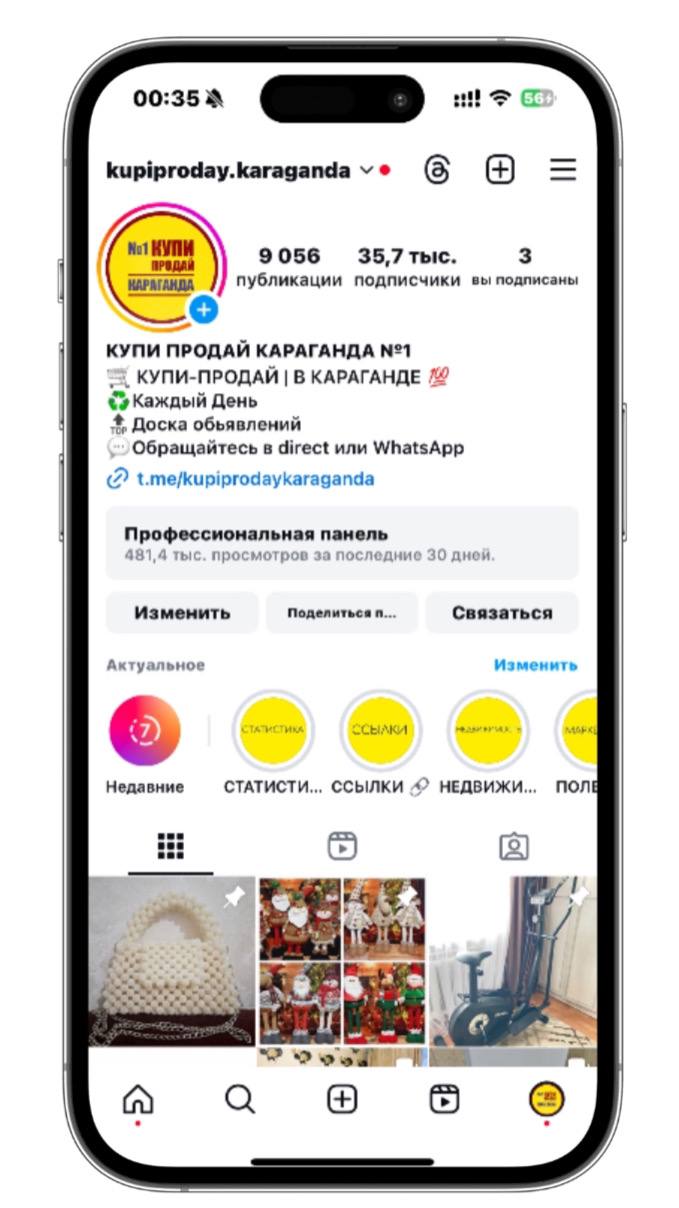 00:35
56
kupiproday.karaganda
№1 КУПИ
ПРОДАЙ
КАРАГАНДА
9 056
публикации
35,7 тыс.
подписчики
3
вы подписаны
КУПИ ПРОДАЙ КАРАГАНДА №1
🛒 КУПИ-ПРОДАЙ | В КАРАГАНДЕ 💯
♻️Каждый День
🔝Доска обьявлений
💬Обращайтесь в direct или WhatsApp
t.me/kupiprodaykaraganda
Профессиональная панель
481,4 тыс. просмотров за последние 30 дней.
Изменить
Поделиться п...
Связаться
Актуальное
Изменить
7
СТАТИСТИКА
ССЫЛКИ
Недавние
СТАТИСТИ...
ССЫЛКИ 🔗
НЕДВИЖИ...
ПОЛЕ